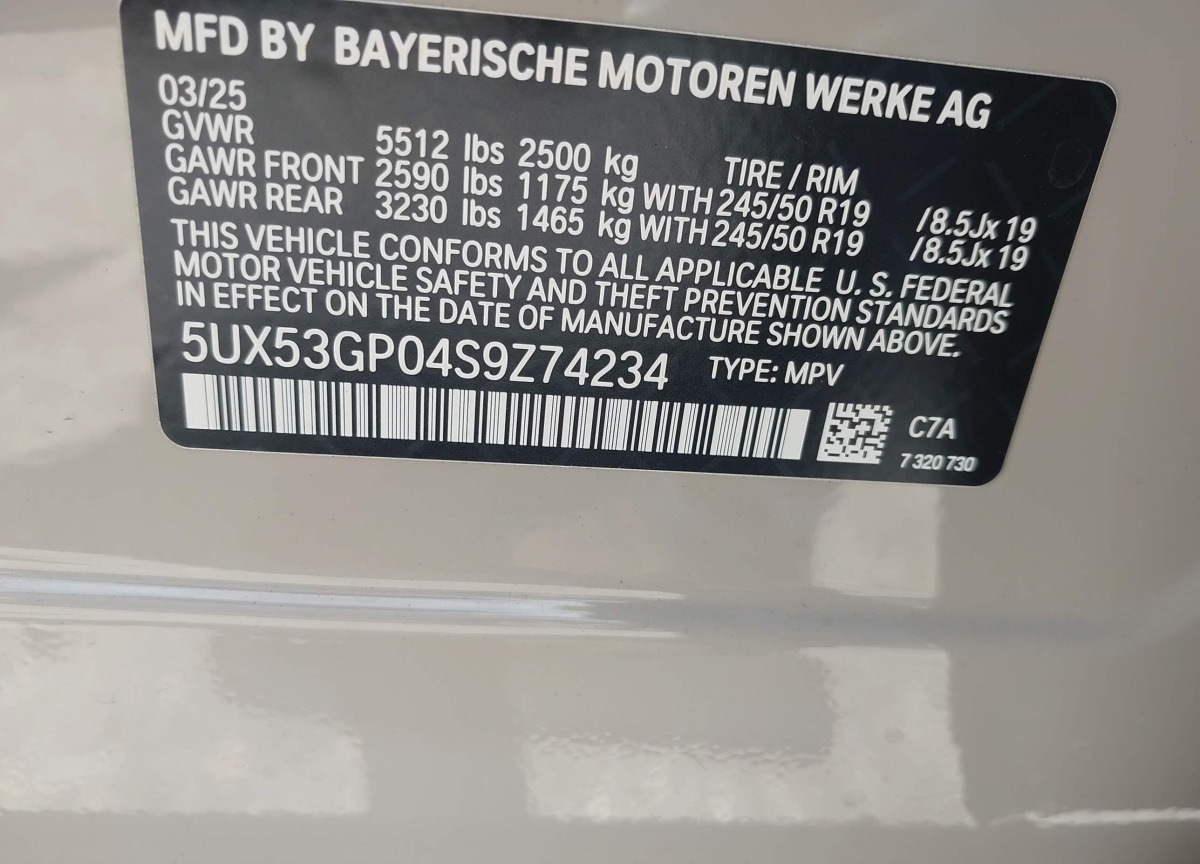 MFD BY BAYERISCHE MOTOREN WERKE AG
03/25
GVWR 5512 lbs 2500 kg TIRE / RIM
GAWR FRONT 2590 lbs 1175 kg WITH 245/50 R19 /8.5Jx 19
GAWR REAR 3230 lbs 1465 kg WITH 245/50 R19 /8.5Jx 19
THIS VEHICLE CONFORMS TO ALL APPLICABLE U. S. FEDERAL
MOTOR VEHICLE SAFETY AND THEFT PREVENTION STANDARDS
IN EFFECT ON THE DATE OF MANUFACTURE SHOWN ABOVE.
5UX53GP04S9Z74234 TYPE: MPV
C7A
7 320 730